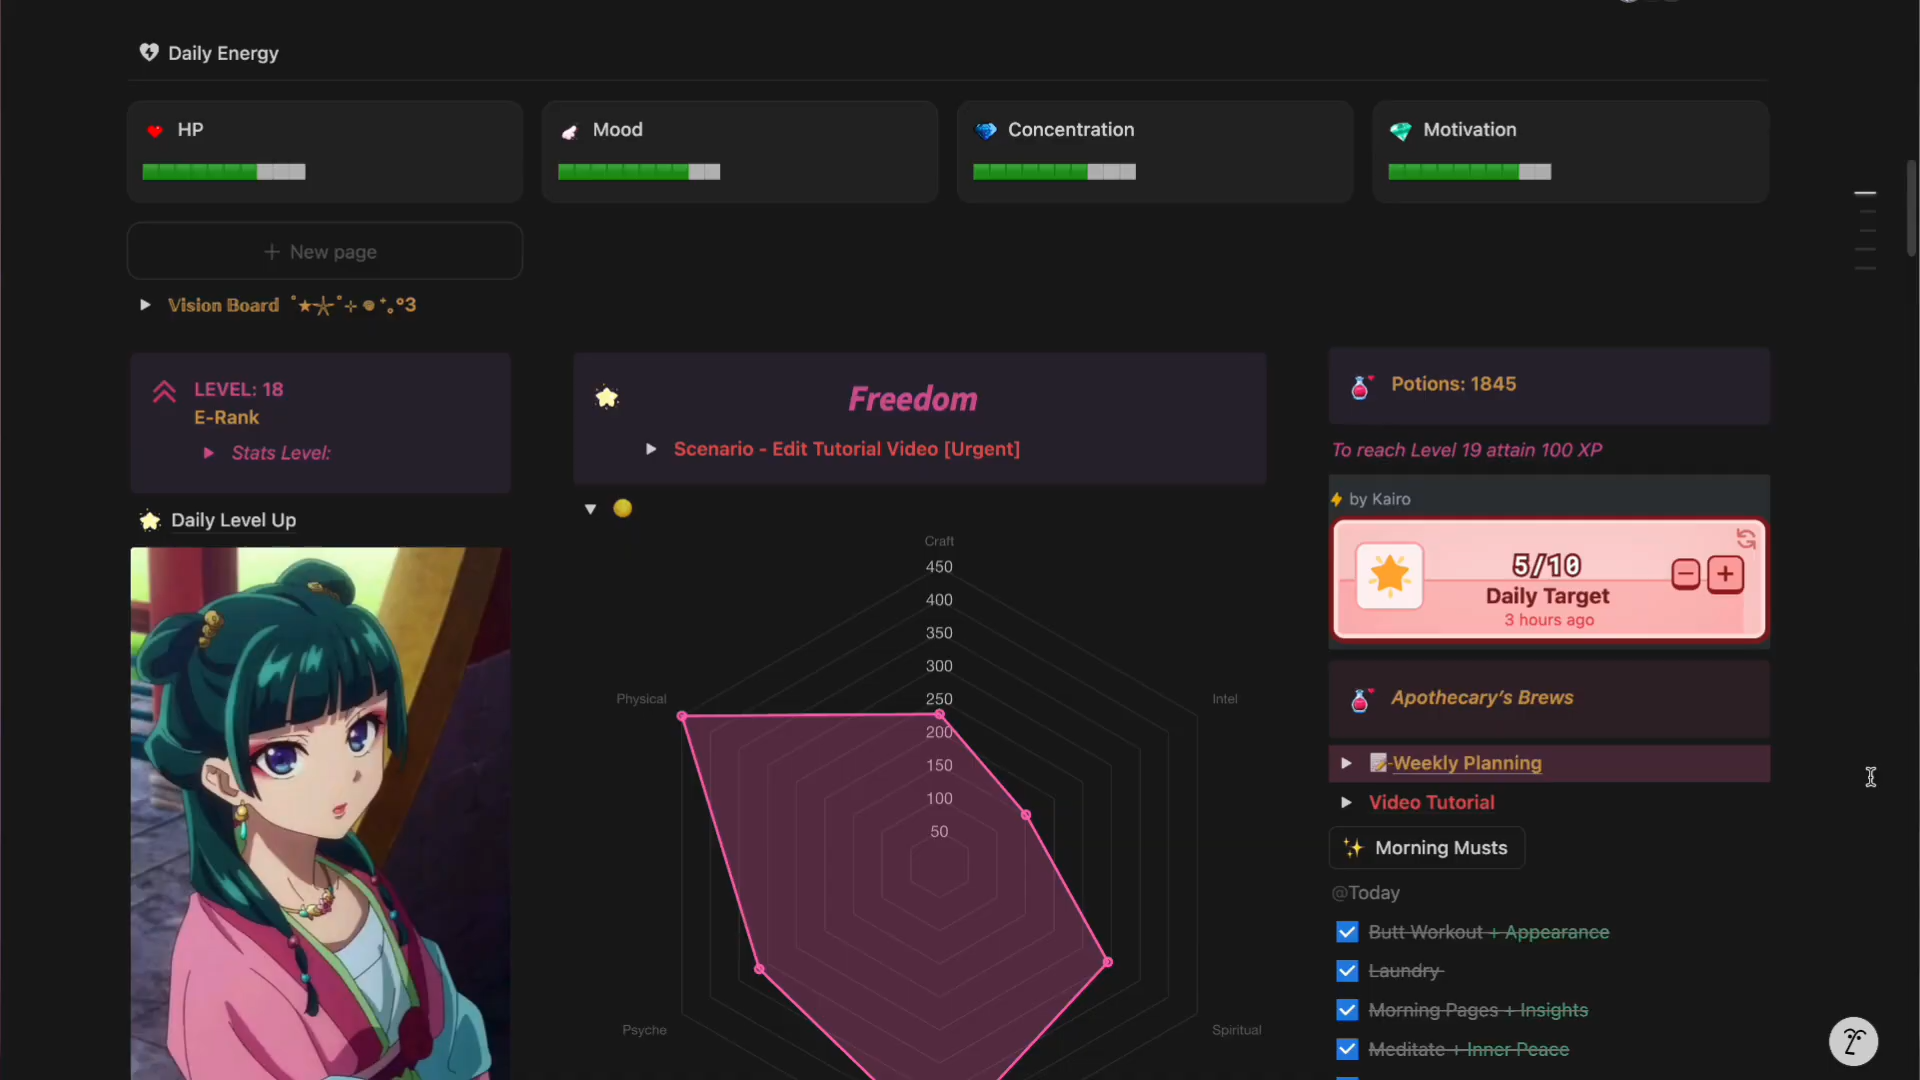 Daily Energy
HP
Mood
Concentration
Motivation
+ New page
𝕍ision 𝔹oard ˚★⁺˚⊹ ⁺｡°3
LEVEL: 18
E-Rank
Stats Level:
Daily Level Up
Freedom
Scenario - Edit Tutorial Video [Urgent]
Craft
450
400
350
300
250
200
150
100
50
Physical
Intel
Psyche
Spiritual
Potions: 1845
To reach Level 19 attain 100 XP
by Kairo
5/10
Daily Target
3 hours ago
Apothecary’s Brews
-Weekly Planning
Video Tutorial
Morning Musts
@Today
Butt Workout + Appearance
Laundry
Morning Pages + Insights
Meditate + Inner Peace